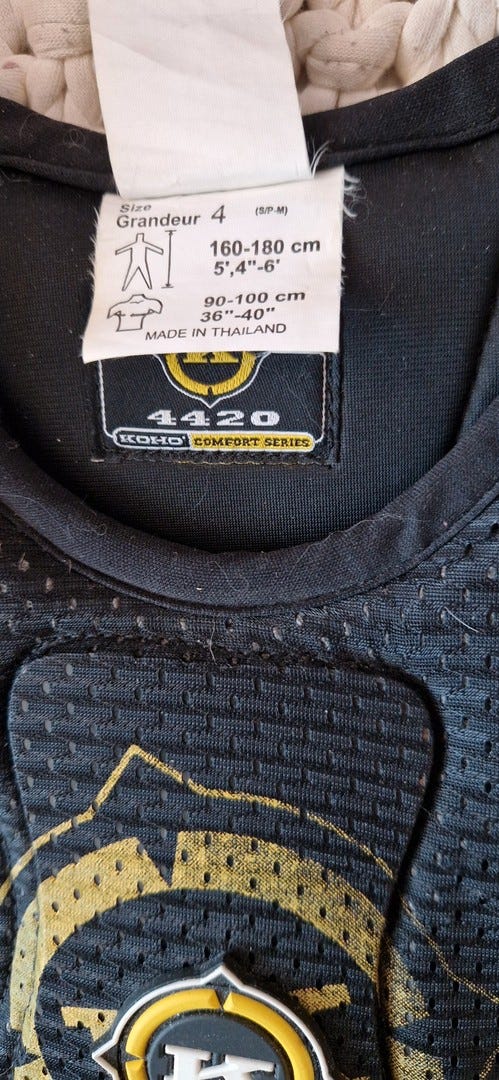 Size
Grandeur 4 (S/P-M)
160-180 cm
5',4"-6'
90-100 cm
36"-40"
MADE IN THAILAND
K
4420
KOHO COMFORT SERIES
K